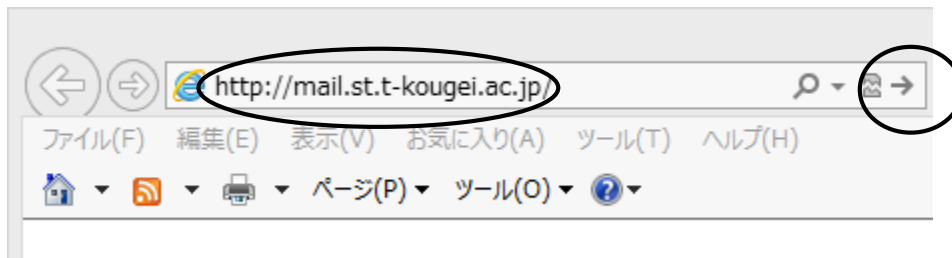 http://mail.st.t-kougei.ac.jp/
ファイル(F) 編集(E) 表示(V) お気に入り(A) ツール(T) ヘルプ(H)
ページ(P) ツール(O)